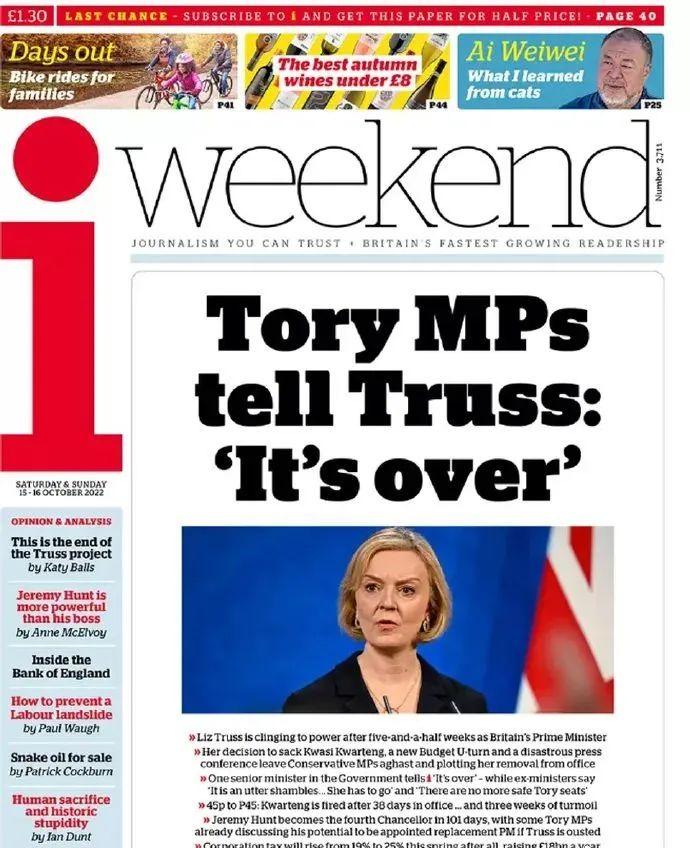 £1.30
LAST CHANCE - SUBSCRIBE TO i AND GET THIS PAPER FOR HALF PRICE! - PAGE 40
Days out
Bike rides for
families
P41
The best autumn
wines under £8
P44
Ai Weiwei
What I learned
from cats
P25
i weekend
Number 3,711
JOURNALISM YOU CAN TRUST • BRITAIN'S FASTEST GROWING READERSHIP
SATURDAY & SUNDAY
15-16 OCTOBER 2022
OPINION & ANALYSIS
This is the end of
the Truss project
by Katy Balls
Jeremy Hunt is
more powerful
than his boss
by Anne McElvoy
Inside the
Bank of England
How to prevent a
Labour landslide
by Paul Waugh
Snake oil for sale
by Patrick Cockburn
Human sacrifice
and historic
stupidity
by Ian Dunt
Tory MPs
tell Truss:
‘It’s over’
» Liz Truss is clinging to power after five-and-a-half weeks as Britain's Prime Minister
» Her decision to sack Kwasi Kwarteng, a new Budget U-turn and a disastrous press
conference leave Conservative MPs aghast and plotting her removal from office
» One senior minister in the Government tells i ‘It's over’ – while ex-ministers say
‘It is an utter shambles... She has to go’ and ‘There are no more safe Tory seats’
» 45p to P45: Kwarteng is fired after 38 days in office ... and three weeks of turmoil
» Jeremy Hunt becomes the fourth Chancellor in 101 days, with some Tory MPs
already discussing his potential to be appointed replacement PM if Truss is ousted
» Corporation tax will rise from 19% to 25% this spring after all, raising £18bn a year